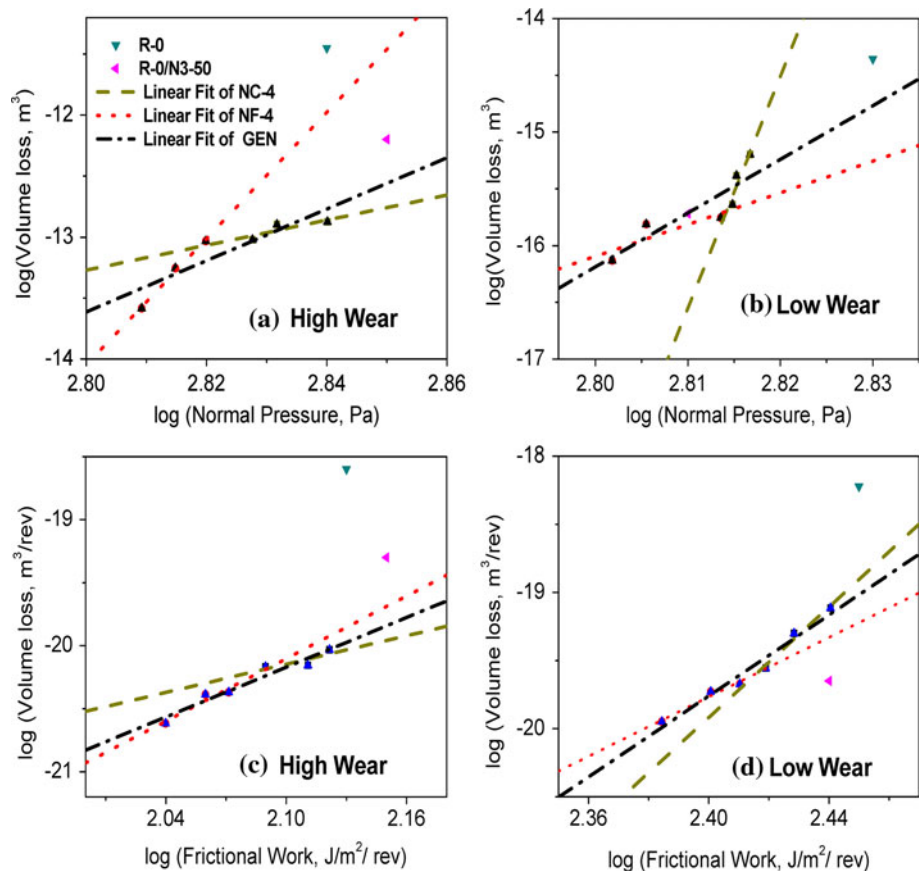 R-0
R-0/N3-50
Linear Fit of NC-4
Linear Fit of NF-4
Linear Fit of GEN
-12
-13
-14
log(Volume loss, m³)
2.80
2.82
2.84
2.86
log (Normal Pressure, Pa)
(a) High Wear
-14
-15
-16
-17
log(Volume loss, m³)
2.80
2.81
2.82
2.83
log (Normal Pressure, Pa)
(b) Low Wear
-19
-20
-21
log (Volume loss, m³/rev)
2.04
2.10
2.16
log (Frictional Work, J/m²/ rev)
(c) High Wear
-18
-19
-20
log (Volume loss, m³/rev)
2.36
2.40
2.44
log (Frictional Work, J/m²/ rev)
(d) Low Wear